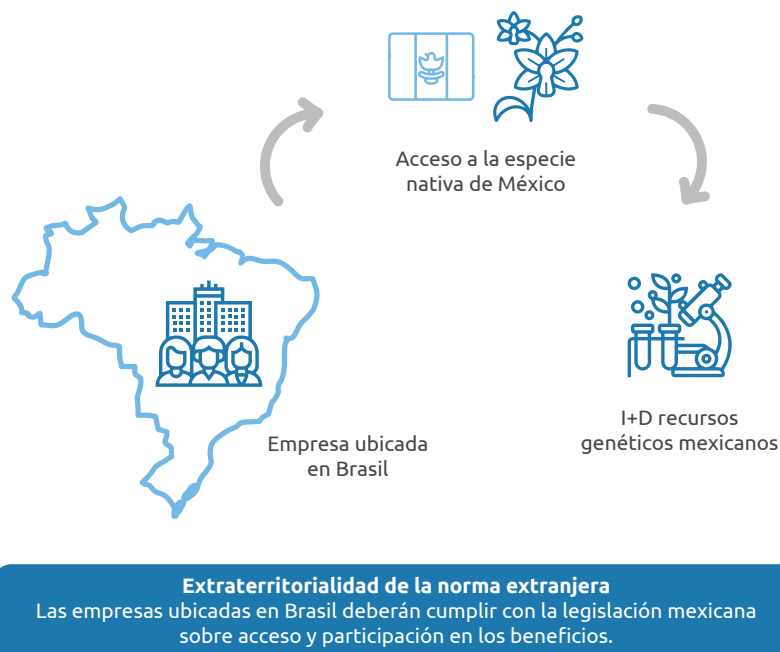 Acceso a la especie
nativa de México
Empresa ubicada
en Brasil
I+D recursos
genéticos mexicanos
Extraterritorialidad de la norma extranjera
Las empresas ubicadas en Brasil deberán cumplir con la legislación mexicana
sobre acceso y participación en los beneficios.